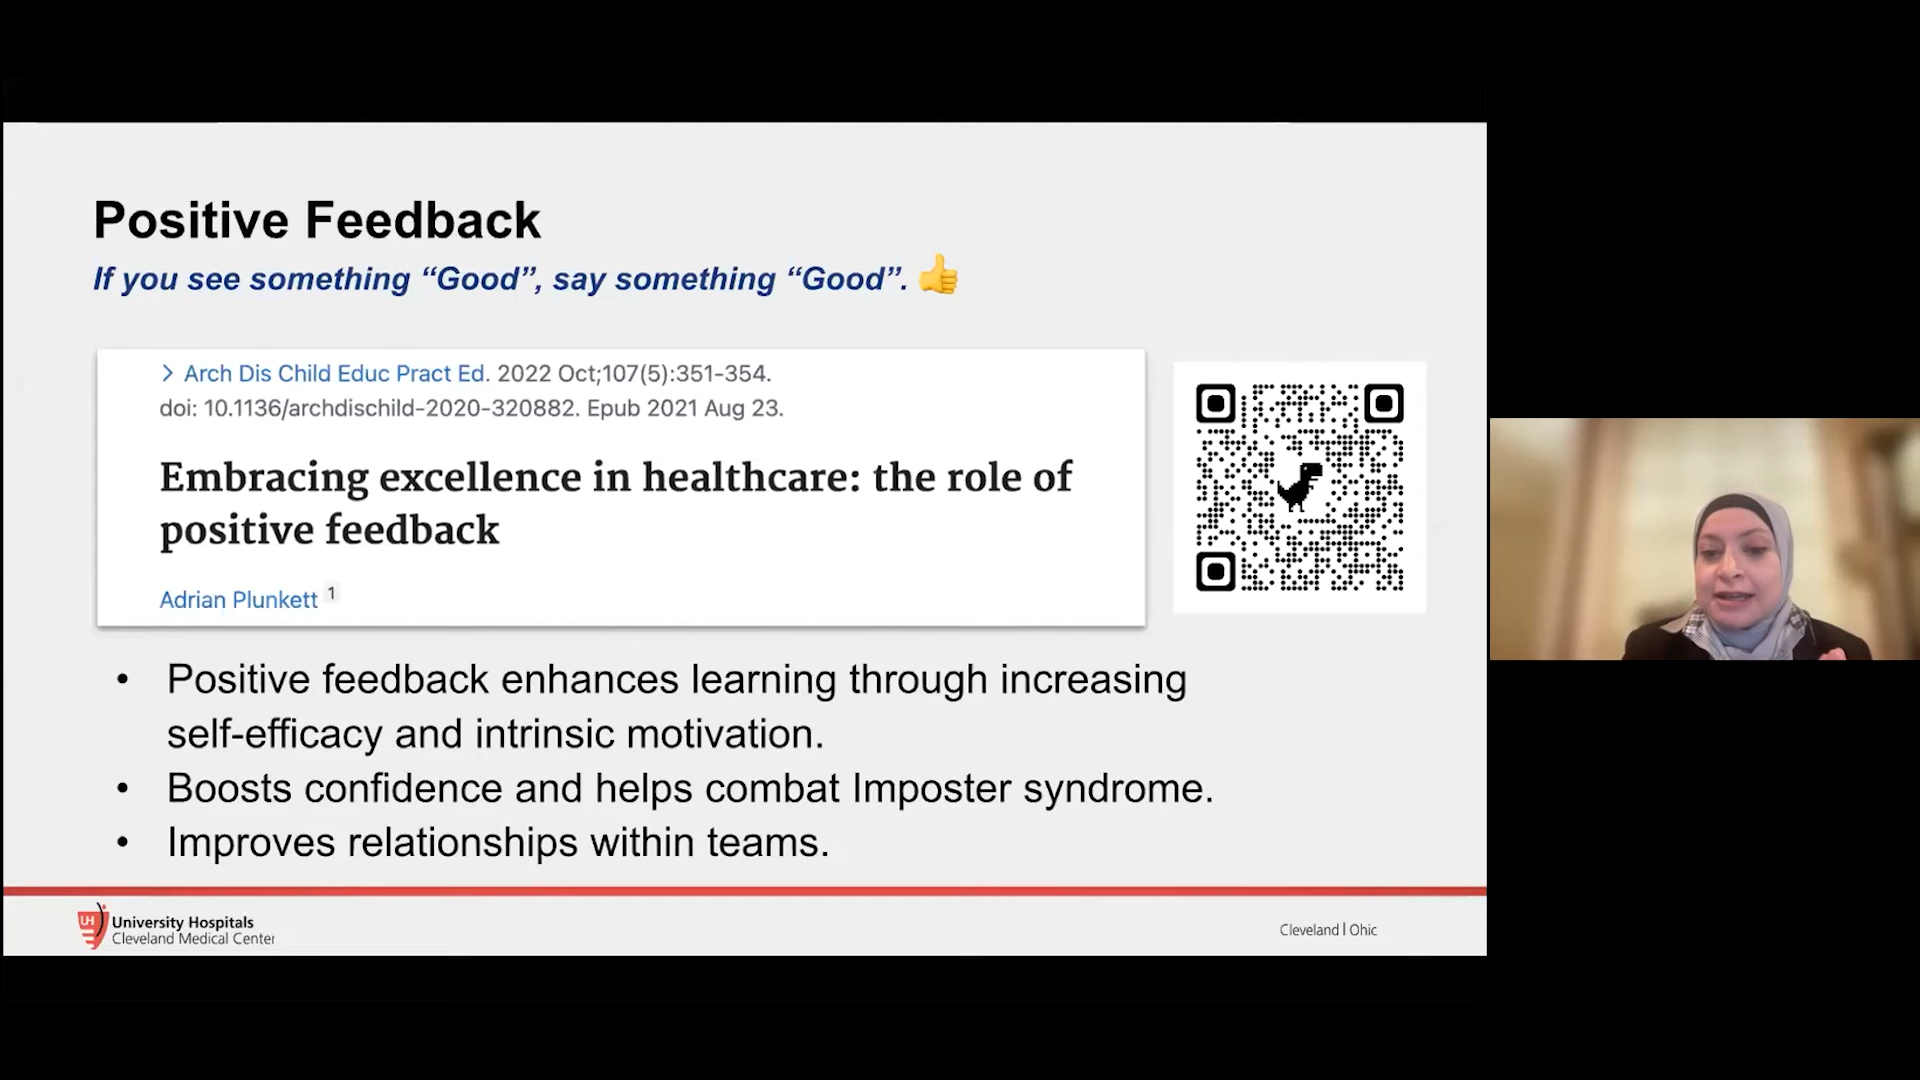 Positive Feedback
If you see something “Good”, say something “Good”. 👍
> Arch Dis Child Educ Pract Ed. 2022 Oct;107(5):351-354.
doi: 10.1136/archdischild-2020-320882. Epub 2021 Aug 23.
Embracing excellence in healthcare: the role of
positive feedback
Adrian Plunkett 1
• Positive feedback enhances learning through increasing
self-efficacy and intrinsic motivation.
• Boosts confidence and helps combat Imposter syndrome.
• Improves relationships within teams.
UH
University Hospitals
Cleveland Medical Center
Cleveland | Ohic